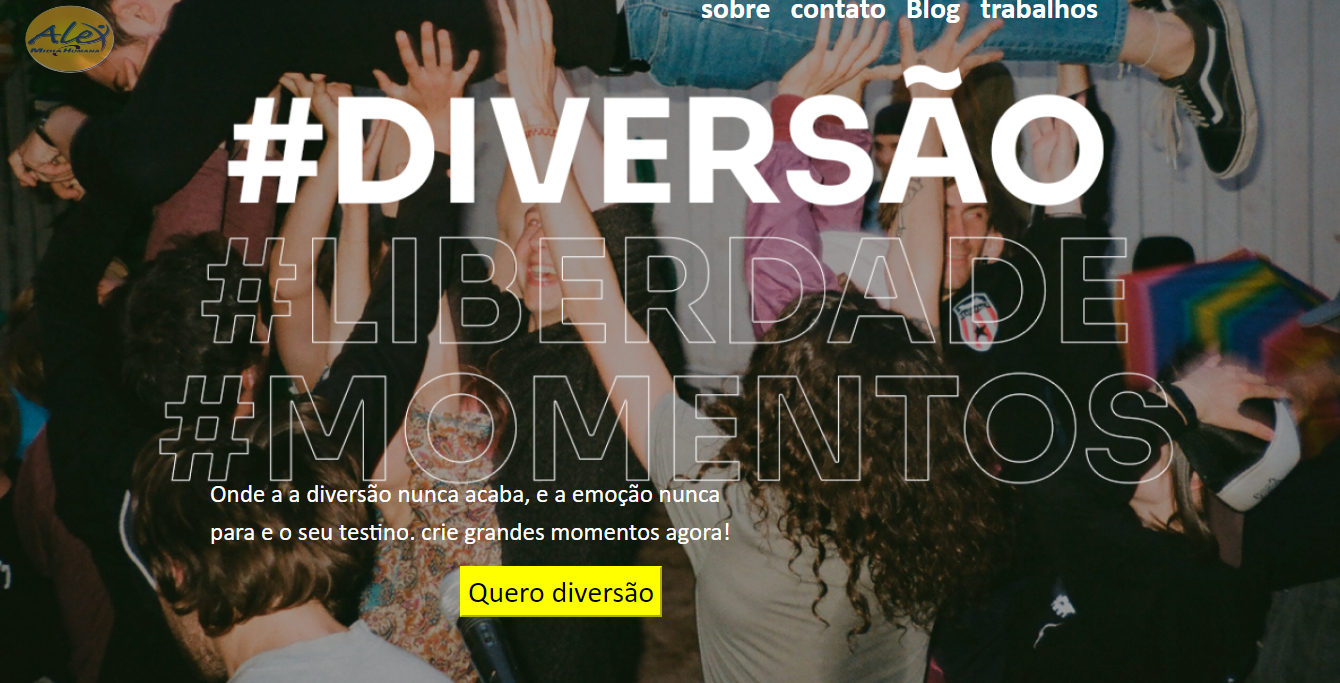 Alex
sobre contato Blog trabalhos
#DIVERSÃO
#LIBERDADE
#MOMENTOS
Onde a a diversão nunca acaba, e a emoção nunca
para e o seu testino. crie grandes momentos agora!
Quero diversão